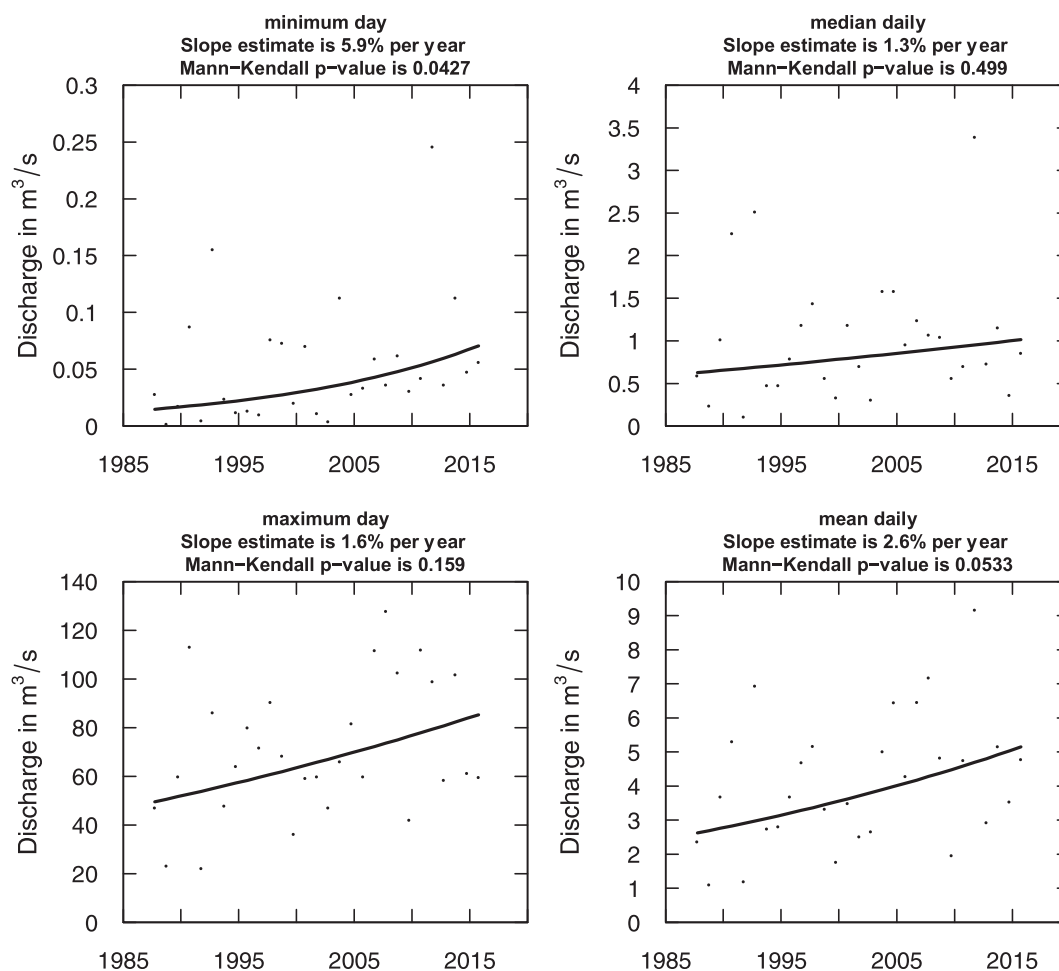 minimum day
Slope estimate is 5.9% per year
Mann−Kendall p−value is 0.0427
Discharge in m³/s
0.3
0.25
0.2
0.15
0.1
0.05
0
1985 1995 2005 2015
median daily
Slope estimate is 1.3% per year
Mann−Kendall p−value is 0.499
Discharge in m³/s
4
3.5
3
2.5
2
1.5
1
0.5
0
1985 1995 2005 2015
maximum day
Slope estimate is 1.6% per year
Mann−Kendall p−value is 0.159
Discharge in m³/s
140
120
100
80
60
40
20
0
1985 1995 2005 2015
mean daily
Slope estimate is 2.6% per year
Mann−Kendall p−value is 0.0533
Discharge in m³/s
10
9
8
7
6
5
4
3
2
1
0
1985 1995 2005 2015